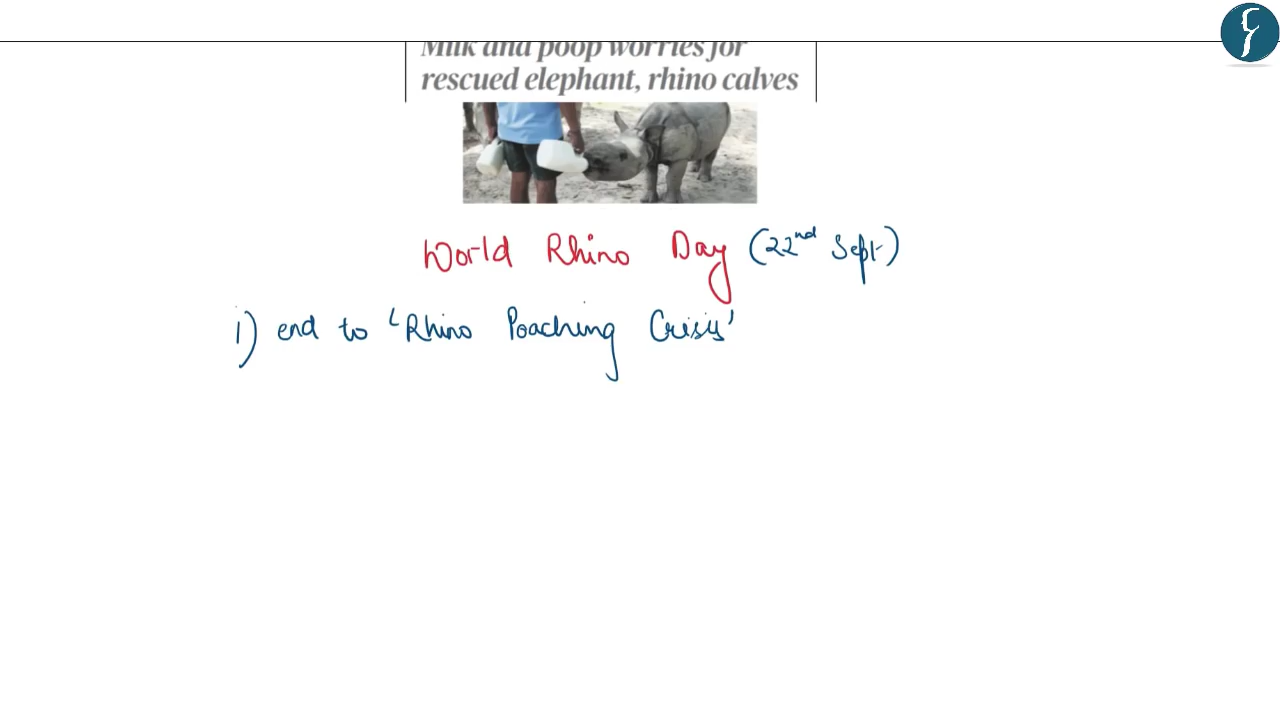 Milk and poop worries for
rescued elephant, rhino calves
World Rhino Day (22nd Sept)
i) end to 'Rhino Poaching Crisis'